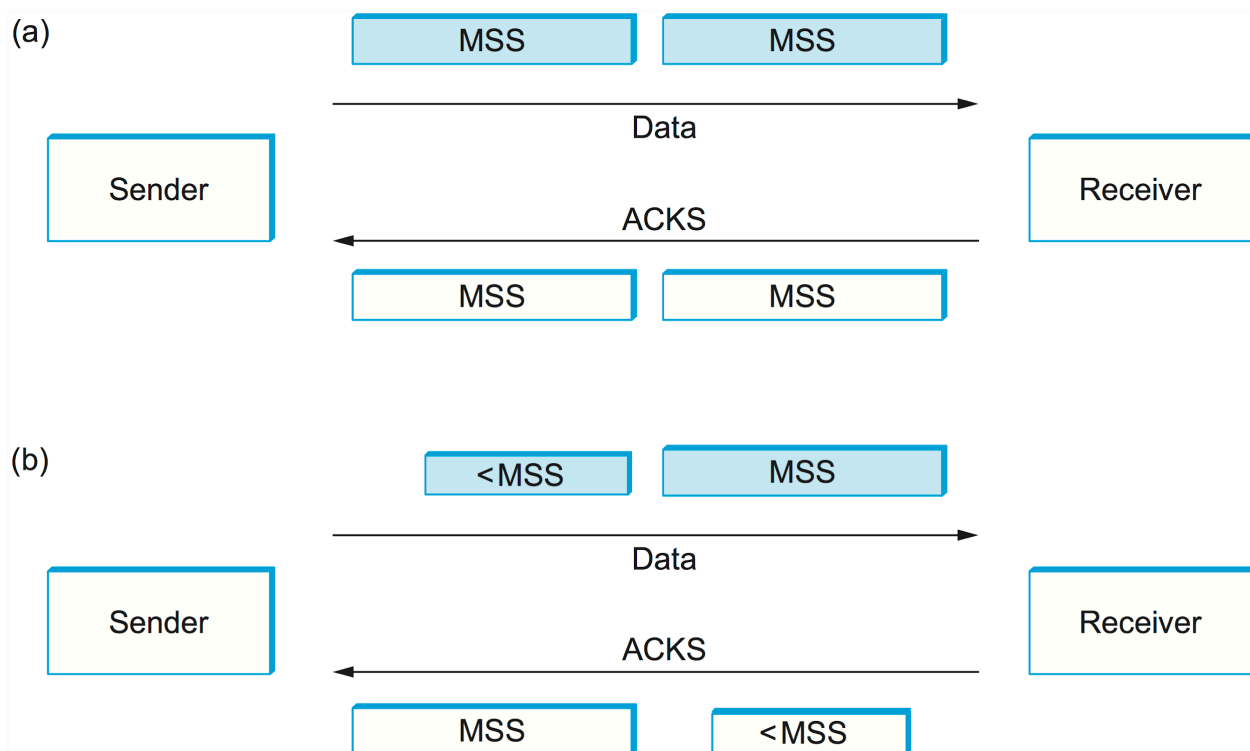 (a)
MSS MSS
Data
Sender Receiver
ACKS
MSS MSS
(b)
<MSS MSS
Data
Sender Receiver
ACKS
MSS <MSS